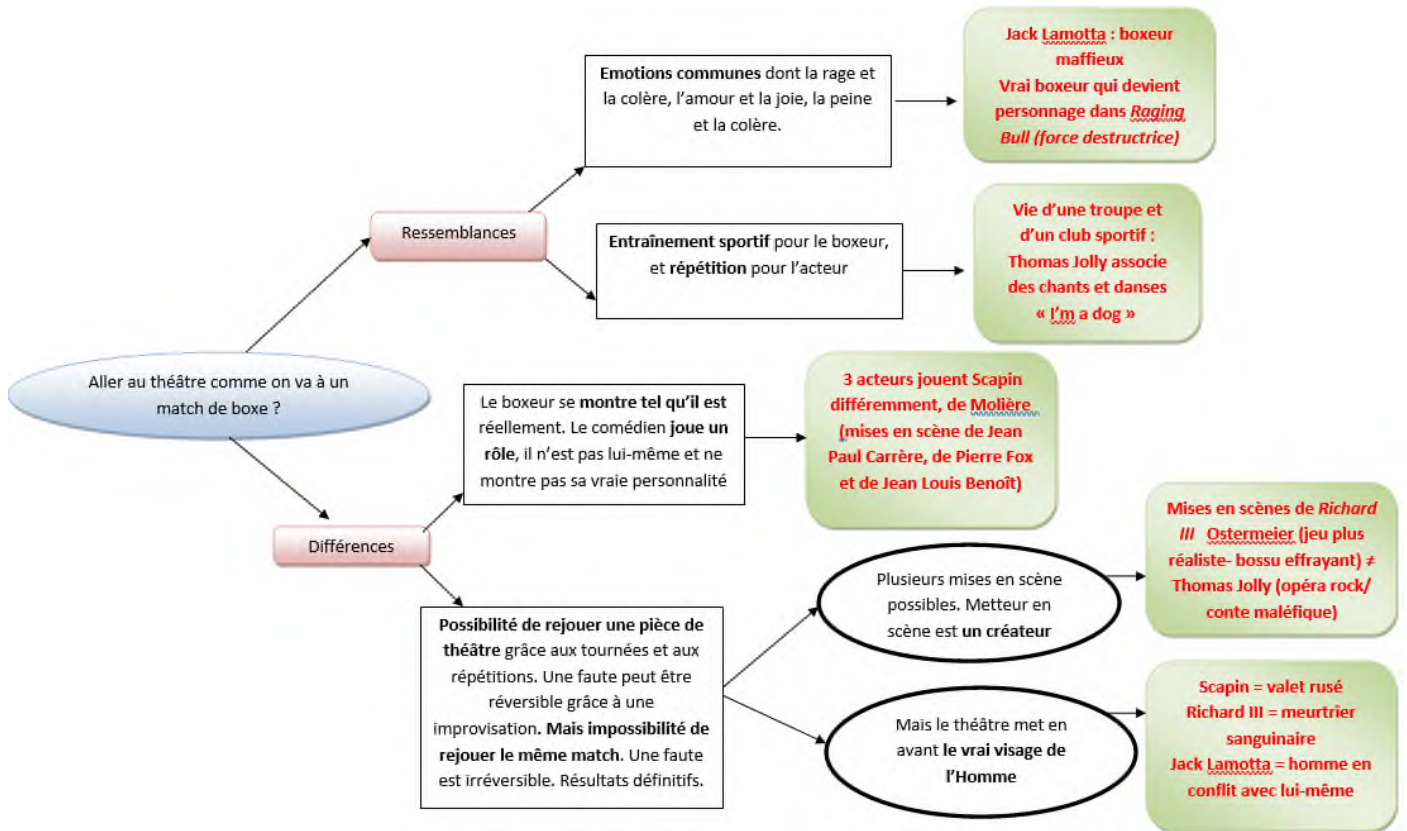 Aller au théâtre comme on va à un
match de boxe ?
Ressemblances
Emotions communes dont la rage et
la colère, l'amour et la joie, la peine
et la colère.
Jack Lamotta : boxeur
maffieux
Vrai boxeur qui devient
personnage dans Raging
Bull (force destructrice)
Entraînement sportif pour le boxeur,
et répétition pour l'acteur
Vie d'une troupe et
d'un club sportif :
Thomas Jolly associe
des chants et danses
« I'm a dog »
Différences
Le boxeur se montre tel qu'il est
réellement. Le comédien joue un
rôle, il n'est pas lui-même et ne
montre pas sa vraie personnalité
3 acteurs jouent Scapin
différemment, de Molière
(mises en scène de Jean
Paul Carrère, de Pierre Fox
et de Jean Louis Benoît)
Possibilité de rejouer une pièce de
théâtre grâce aux tournées et aux
répétitions. Une faute peut être
réversible grâce à une
improvisation. Mais impossibilité de
rejouer le même match. Une faute
est irréversible. Résultats définitifs.
Plusieurs mises en scène
possibles. Metteur en
scène est un créateur
Mises en scènes de Richard
III Ostermeier (jeu plus
réaliste- bossu effrayant) ≠
Thomas Jolly (opéra rock/
conte maléfique)
Mais le théâtre met en
avant le vrai visage de
l'Homme
Scapin = valet rusé
Richard III = meurtrier
sanguinaire
Jack Lamotta = homme en
conflit avec lui-même